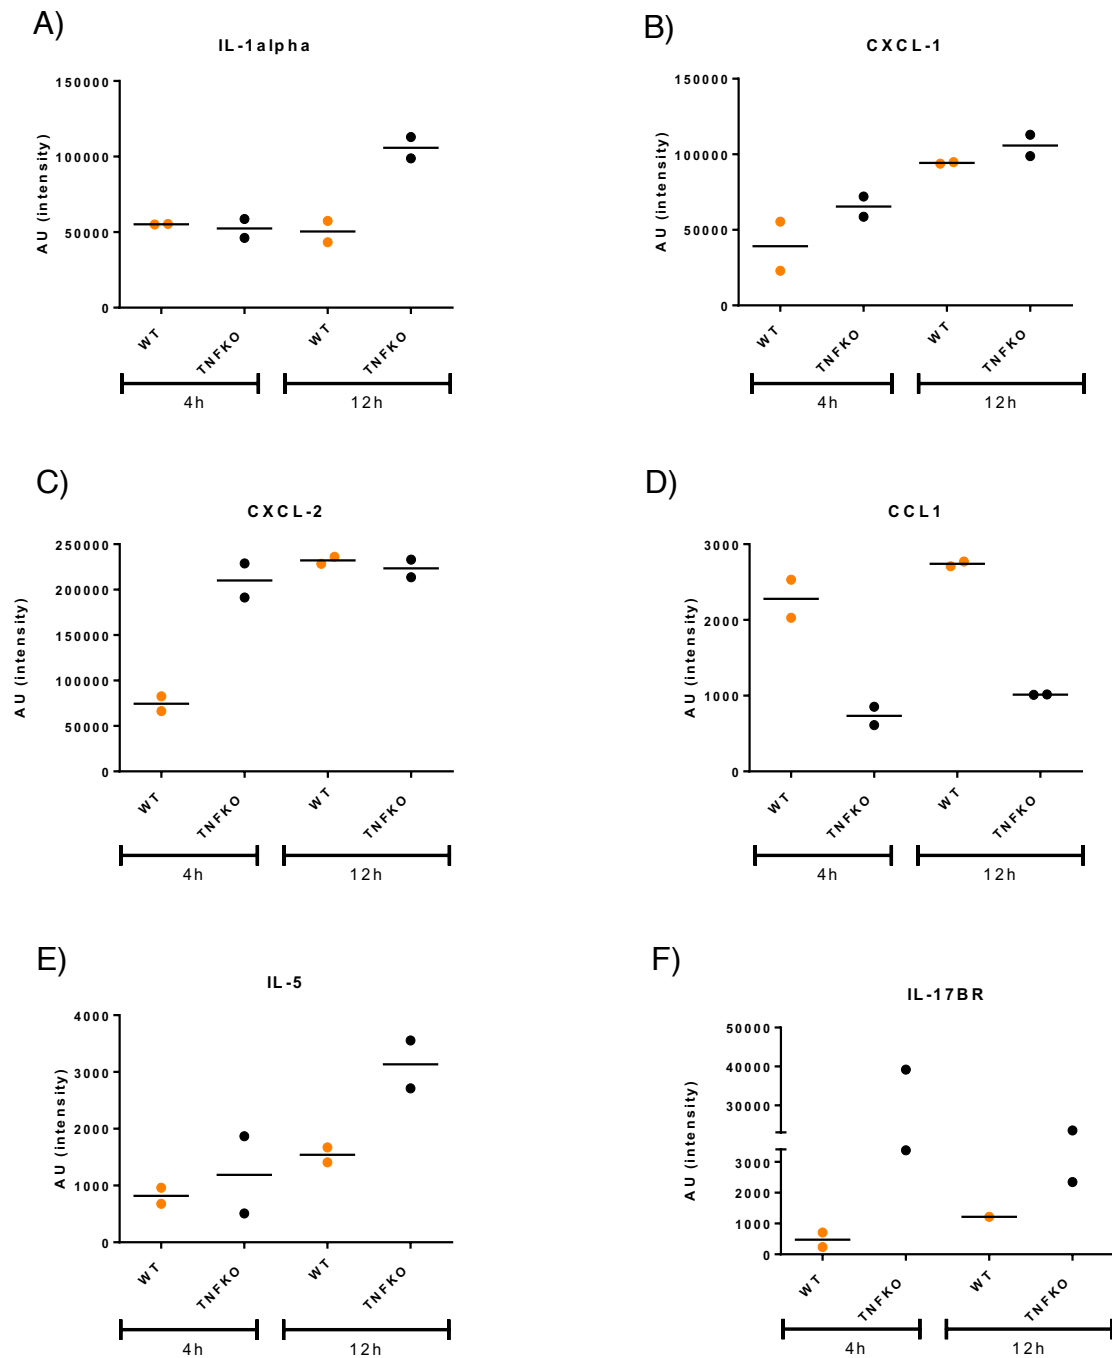 A)
IL-1alpha
AU (intensity)
150000
100000
50000
0
WT
TNFKO
WT
TNFKO
4h
12h
B)
CXCL-1
AU (intensity)
150000
100000
50000
0
WT
TNFKO
WT
TNFKO
4h
12h
C)
CXCL-2
AU (intensity)
250000
200000
150000
100000
50000
0
WT
TNFKO
WT
TNFKO
4h
12h
D)
CCL1
AU (intensity)
3000
2000
1000
0
WT
TNFKO
WT
TNFKO
4h
12h
E)
IL-5
AU (intensity)
4000
3000
2000
1000
0
WT
TNFKO
WT
TNFKO
4h
12h
F)
IL-17BR
AU (intensity)
50000
40000
30000
3000
2000
1000
0
WT
TNFKO
WT
TNFKO
4h
12h